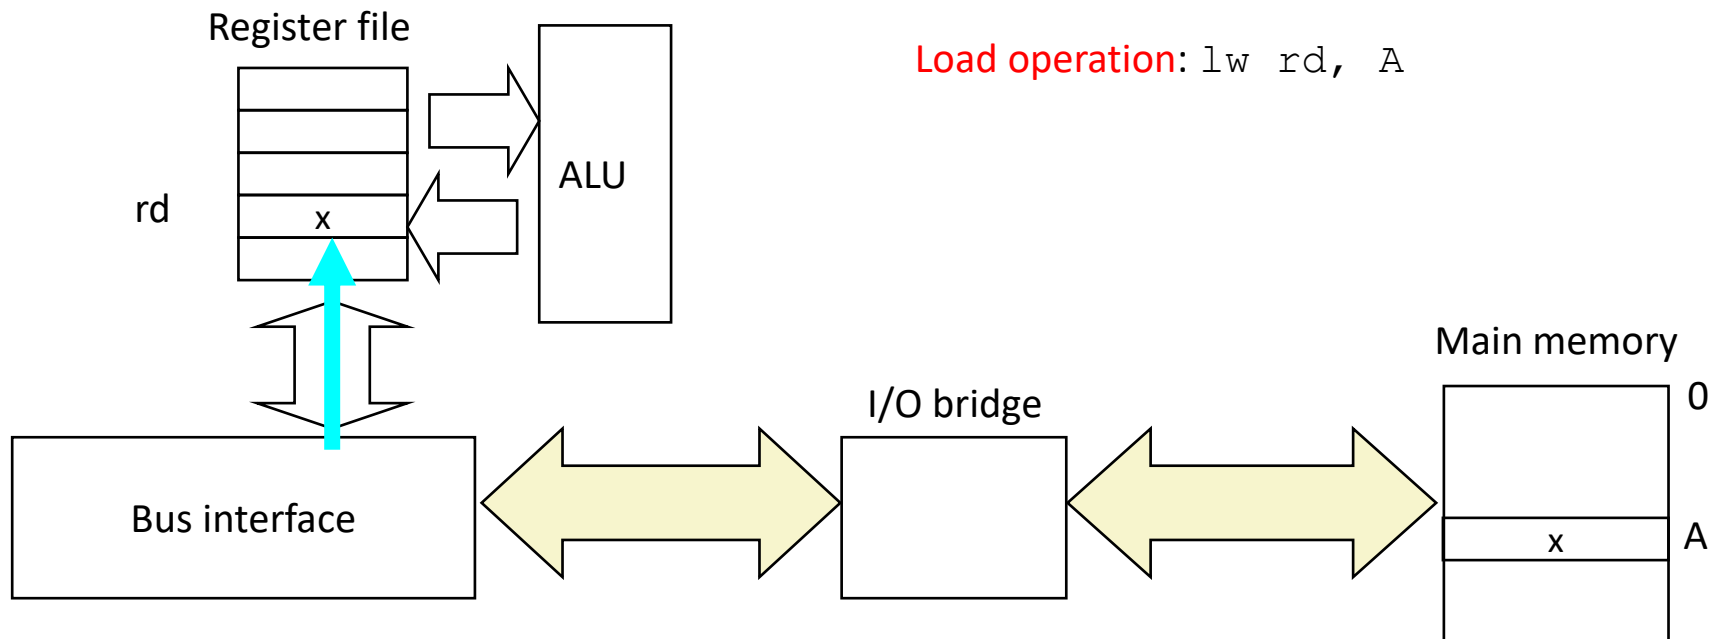 Register file
Load operation: lw rd, A
ALU
rd
x
Main memory
0
I/O bridge
Bus interface
x
A